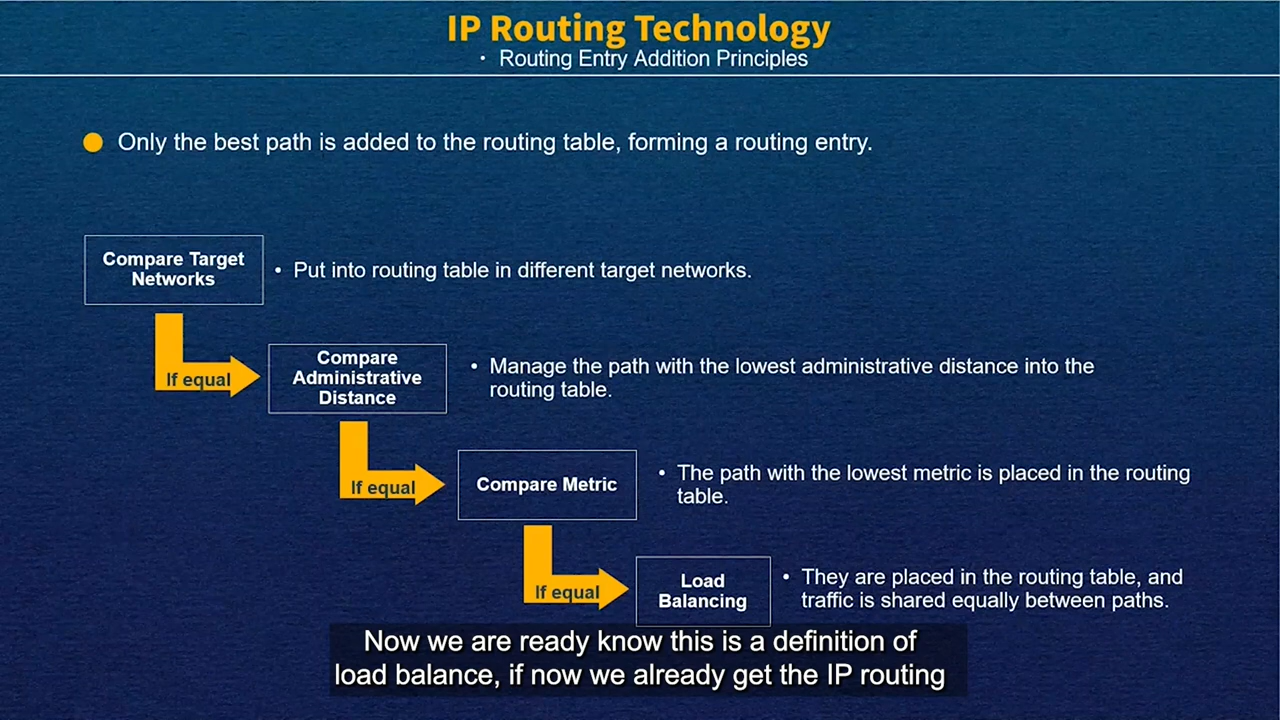 IP Routing Technology
• Routing Entry Addition Principles
Only the best path is added to the routing table, forming a routing entry.
Compare Target
Networks
• Put into routing table in different target networks.
If equal
Compare
Administrative
Distance
• Manage the path with the lowest administrative distance into the
routing table.
If equal
Compare Metric
• The path with the lowest metric is placed in the routing
table.
If equal
Load
Balancing
• They are placed in the routing table, and
traffic is shared equally between paths.
Now we are ready know this is a definition of
load balance, if now we already get the IP routing